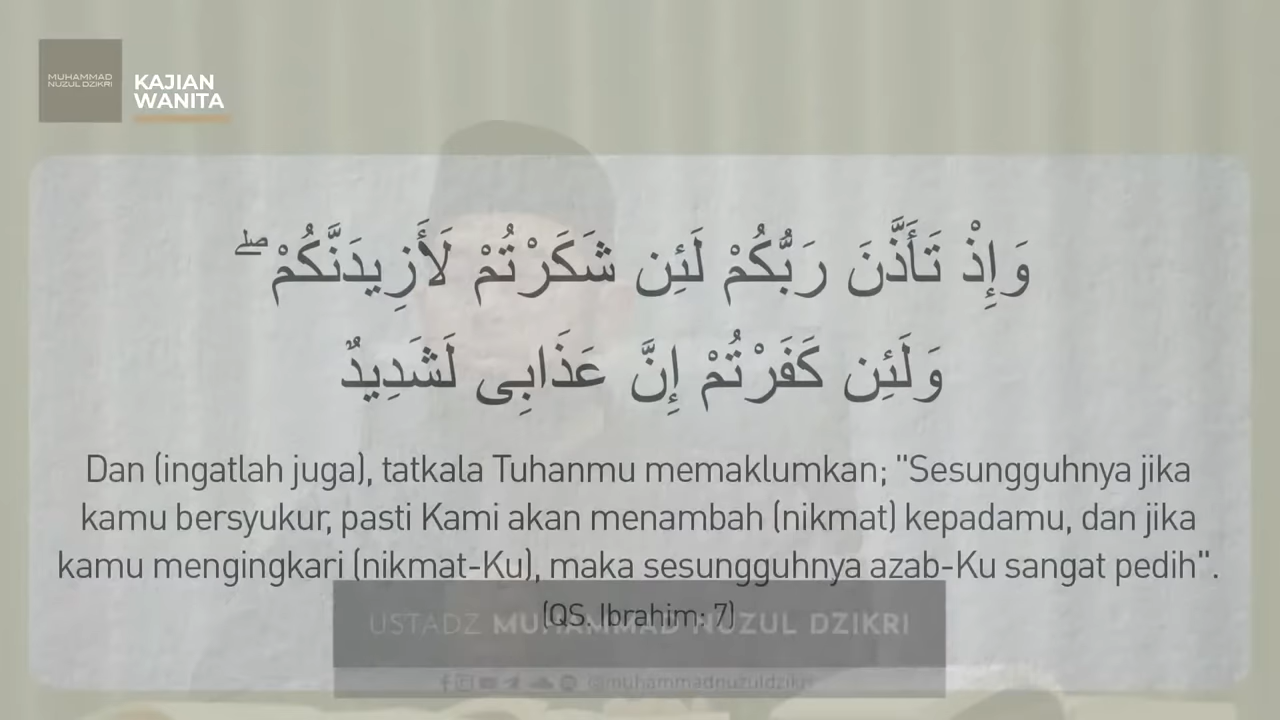 MUHAMMAD
NUZUL DZIKRI
KAJIAN
WANITA
وَإِذْ تَأَذَّنَ رَبُّكُمْ لَئِن شَكَرْتُمْ لَأَزِيدَنَّكُمْ ۖ
وَلَئِن كَفَرْتُمْ إِنَّ عَذَابِى لَشَدِيدٌ
Dan (ingatlah juga), tatkala Tuhanmu memaklumkan; "Sesungguhnya jika
kamu bersyukur, pasti Kami akan menambah (nikmat) kepadamu, dan jika
kamu mengingkari (nikmat-Ku), maka sesungguhnya azab-Ku sangat pedih".
(QS. Ibrahim: 7)
USTADZ MUHAMMAD NUZUL DZIKRI
@muhammadnuzuldzikri